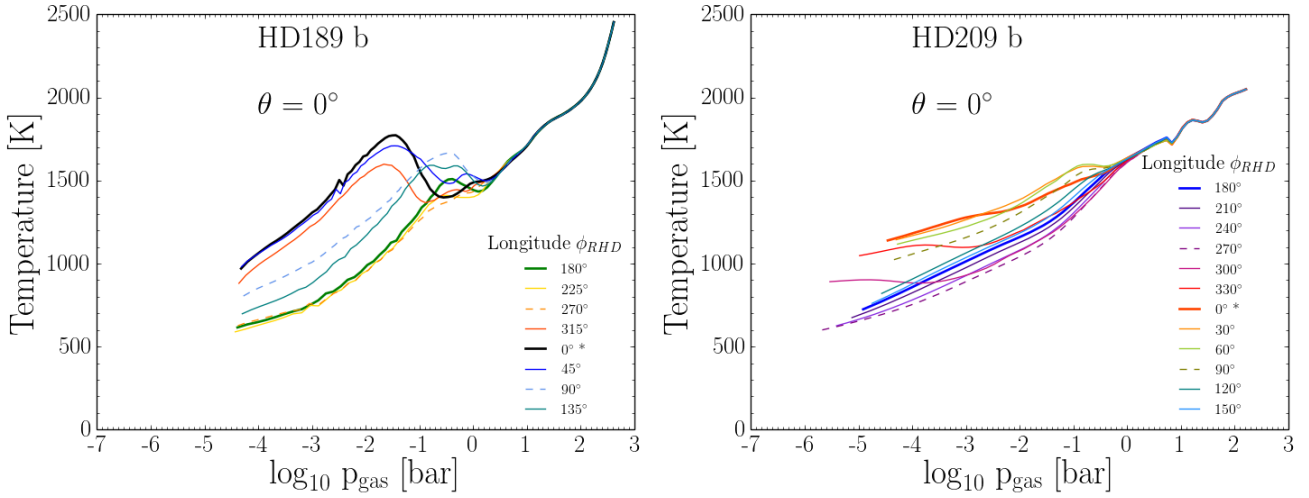 2500
2000
1500
1000
500
0
Temperature [K]
HD189 b
θ = 0°
Longitude ϕRHD
180°
225°
270°
315°
0° *
45°
90°
135°
-7 -6 -5 -4 -3 -2 -1 0 1 2 3
log10 pgas [bar]
2500
2000
1500
1000
500
0
Temperature [K]
HD209 b
θ = 0°
Longitude ϕRHD
180°
210°
240°
270°
300°
330°
0° *
30°
60°
90°
120°
150°
-7 -6 -5 -4 -3 -2 -1 0 1 2 3
log10 pgas [bar]